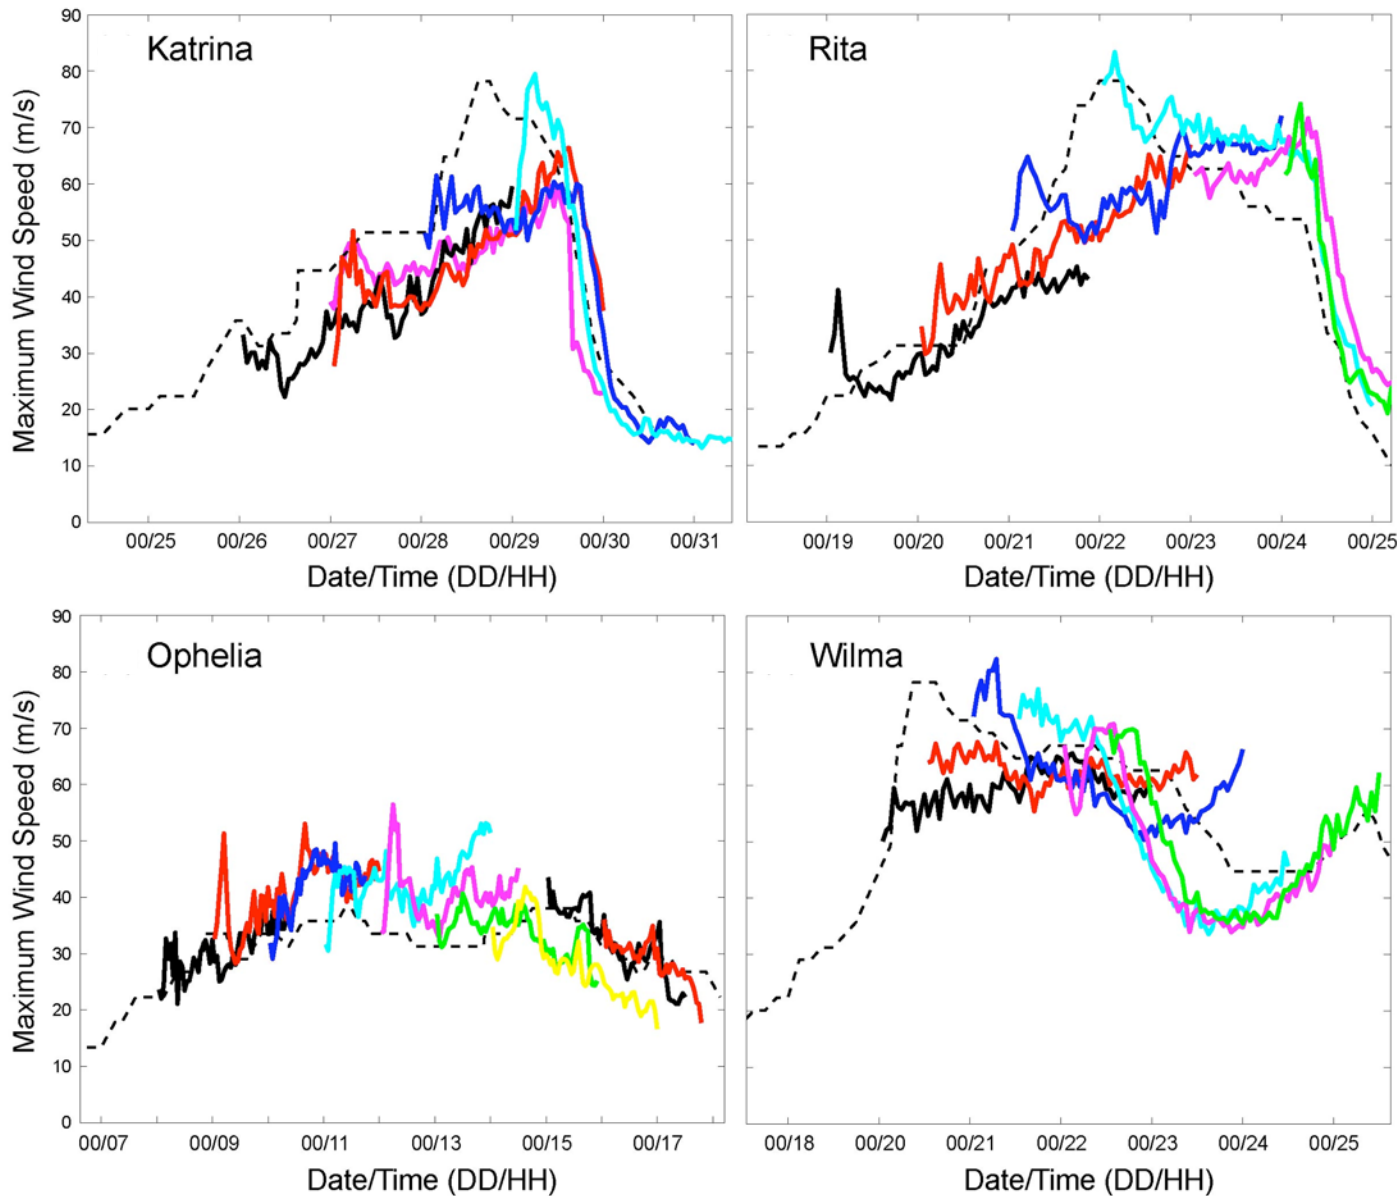 Katrina
Maximum Wind Speed (m/s)
90
80
70
60
50
40
30
20
10
0
00/25 00/26 00/27 00/28 00/29 00/30 00/31
Date/Time (DD/HH)
Rita
00/19 00/20 00/21 00/22 00/23 00/24 00/25
Date/Time (DD/HH)
Ophelia
Maximum Wind Speed (m/s)
90
80
70
60
50
40
30
20
10
0
00/07 00/09 00/11 00/13 00/15 00/17
Date/Time (DD/HH)
Wilma
00/18 00/20 00/21 00/22 00/23 00/24 00/25
Date/Time (DD/HH)